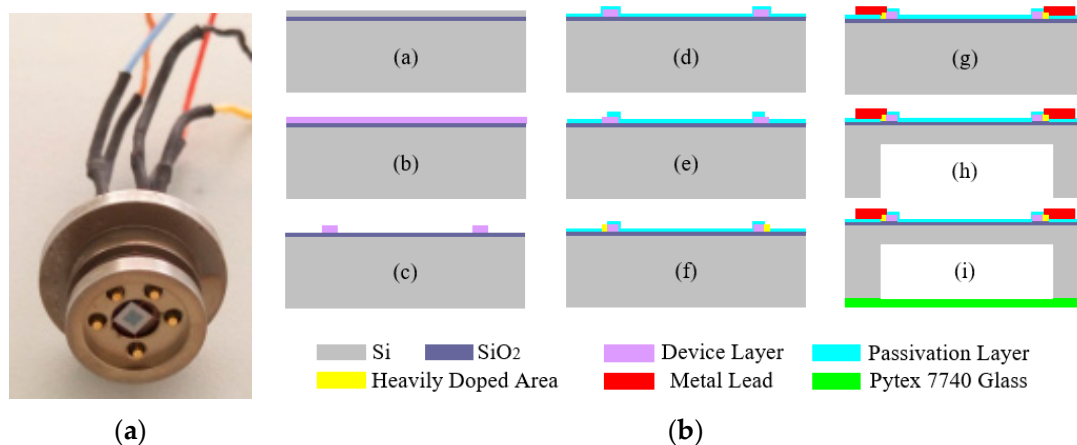 (a)
(d)
(g)
(b)
(e)
(h)
(c)
(f)
(i)
Si
SiO2
Device Layer
Passivation Layer
Heavily Doped Area
Metal Lead
Pytex 7740 Glass
(a)
(b)